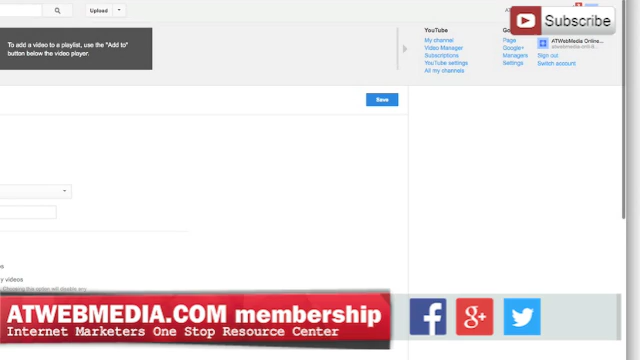 Upload
Subscribe
To add a video to a playlist, use the "Add to"
button below the video player.
YouTube
My channel
Video Manager
Subscriptions
YouTube settings
All my channels
Page
Google+
Managers
Settings
ATWebMedia Online...
Sign out
Switch account
Save
y videos
ATWEBMEDIA.COM membership
Internet Marketers One Stop Resource Center